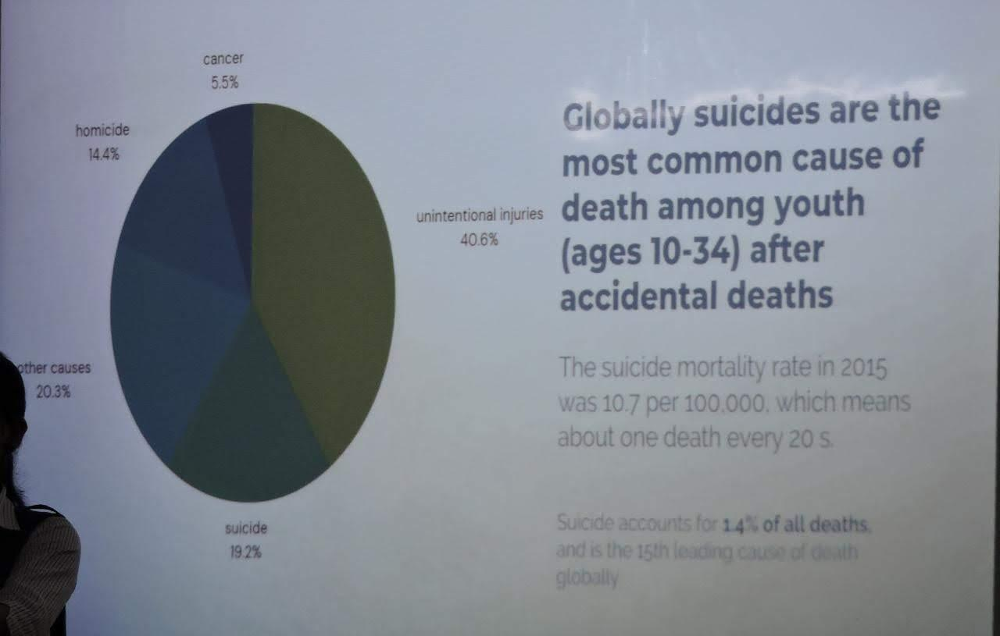 cancer
5.5%
homicide
14.4%
unintentional injuries
40.6%
other causes
20.3%
suicide
19.2%
Globally suicides are the
most common cause of
death among youth
(ages 10-34) after
accidental deaths
The suicide mortality rate in 2015
was 10.7 per 100,000, which means
about one death every 20 s.
Suicide accounts for 1.4% of all deaths,
and is the 15th leading cause of death
globally